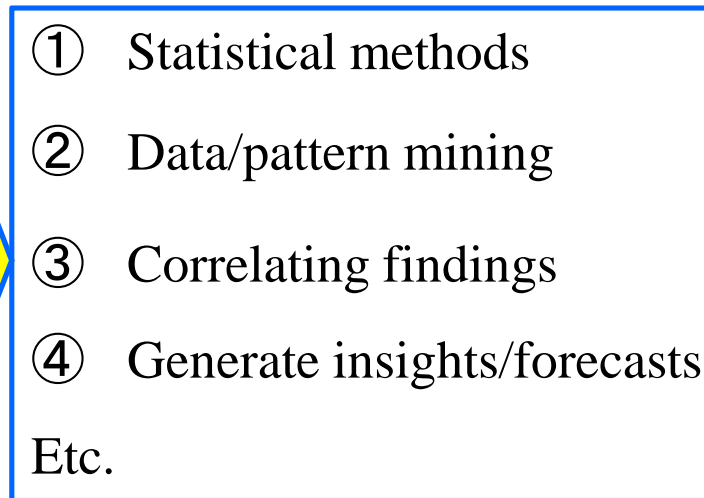 ① Statistical methods
② Data/pattern mining
③ Correlating findings
④ Generate insights/forecasts
Etc.